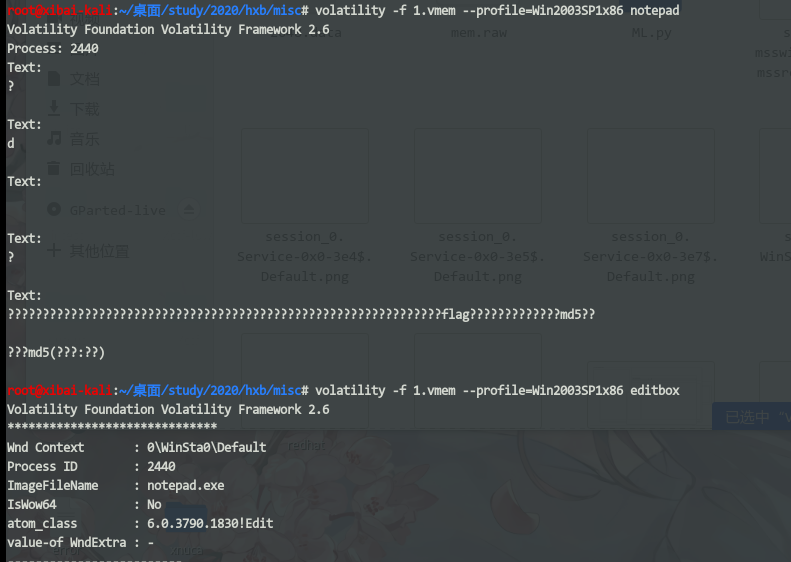 root@cibai-kali:~/桌面/study/2020/hxb/misc# volatility -f 1.vmem --profile=Win2003SP1x86 notepad
Volatility Foundation Volatility Framework 2.6
mem.raw
ML.py
Process: 2440
Text:
文档
?
下载
Text:
音乐
d
回收站
Text:
GParted-live
Text:
其他位置
?
session_0.
Service-0x0-3e4$.
Default.png
session_0.
Service-0x0-3e5$.
Default.png
session_0.
Service-0x0-3e7$.
Default.png
Text:
??????????????????????????????????????????????????????????????flag?????????????md5??
???md5(???:??)
root@cibai-kali:~/桌面/study/2020/hxb/misc# volatility -f 1.vmem --profile=Win2003SP1x86 editbox
Volatility Foundation Volatility Framework 2.6
已选中
******************************
Wnd Context       : 0\WinSta0\Default
Process ID        : 2440
ImageFileName     : notepad.exe
IsWow64           : No
atom_class        : 6.0.3790.1830!Edit
value-of WndExtra : -